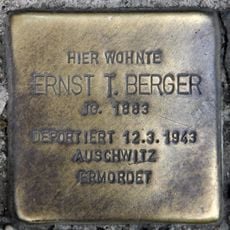 HIER WOHNTE
ERNST T. BERGER
JG. 1883
DEPORTIERT 12.3.1943
AUSCHWITZ
ERMORDET